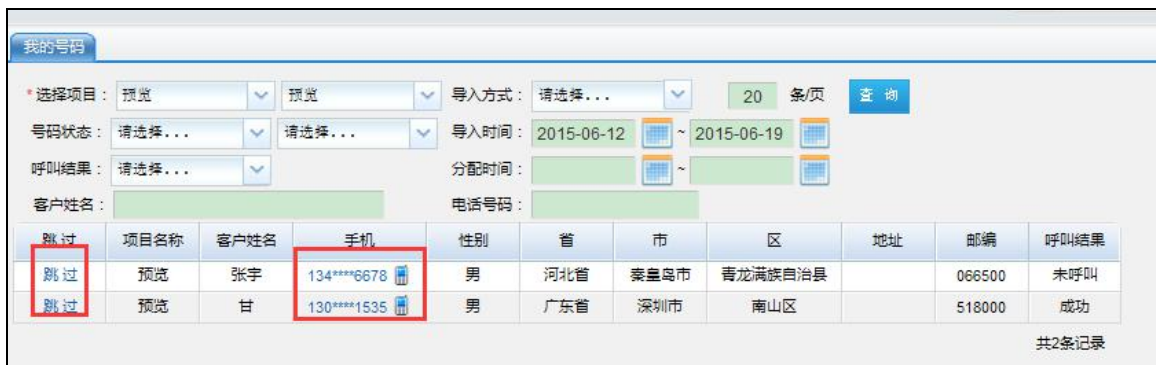 我的号码
*选择项目： 预览 预览 导入方式： 请选择... 20 条/页 查 询
号码状态： 请选择... 请选择... 导入时间： 2015-06-12 ~ 2015-06-19
呼叫结果： 请选择... 分配时间： ~
客户姓名： 电话号码：
跳过 项目名称 客户姓名 手机 性别 省 市 区 地址 邮编 呼叫结果
跳过 预览 张宇 134****6678 男 河北省 秦皇岛市 青龙满族自治县 066500 未呼叫
跳过 预览 甘 130****1535 男 广东省 深圳市 南山区 518000 成功
共2条记录